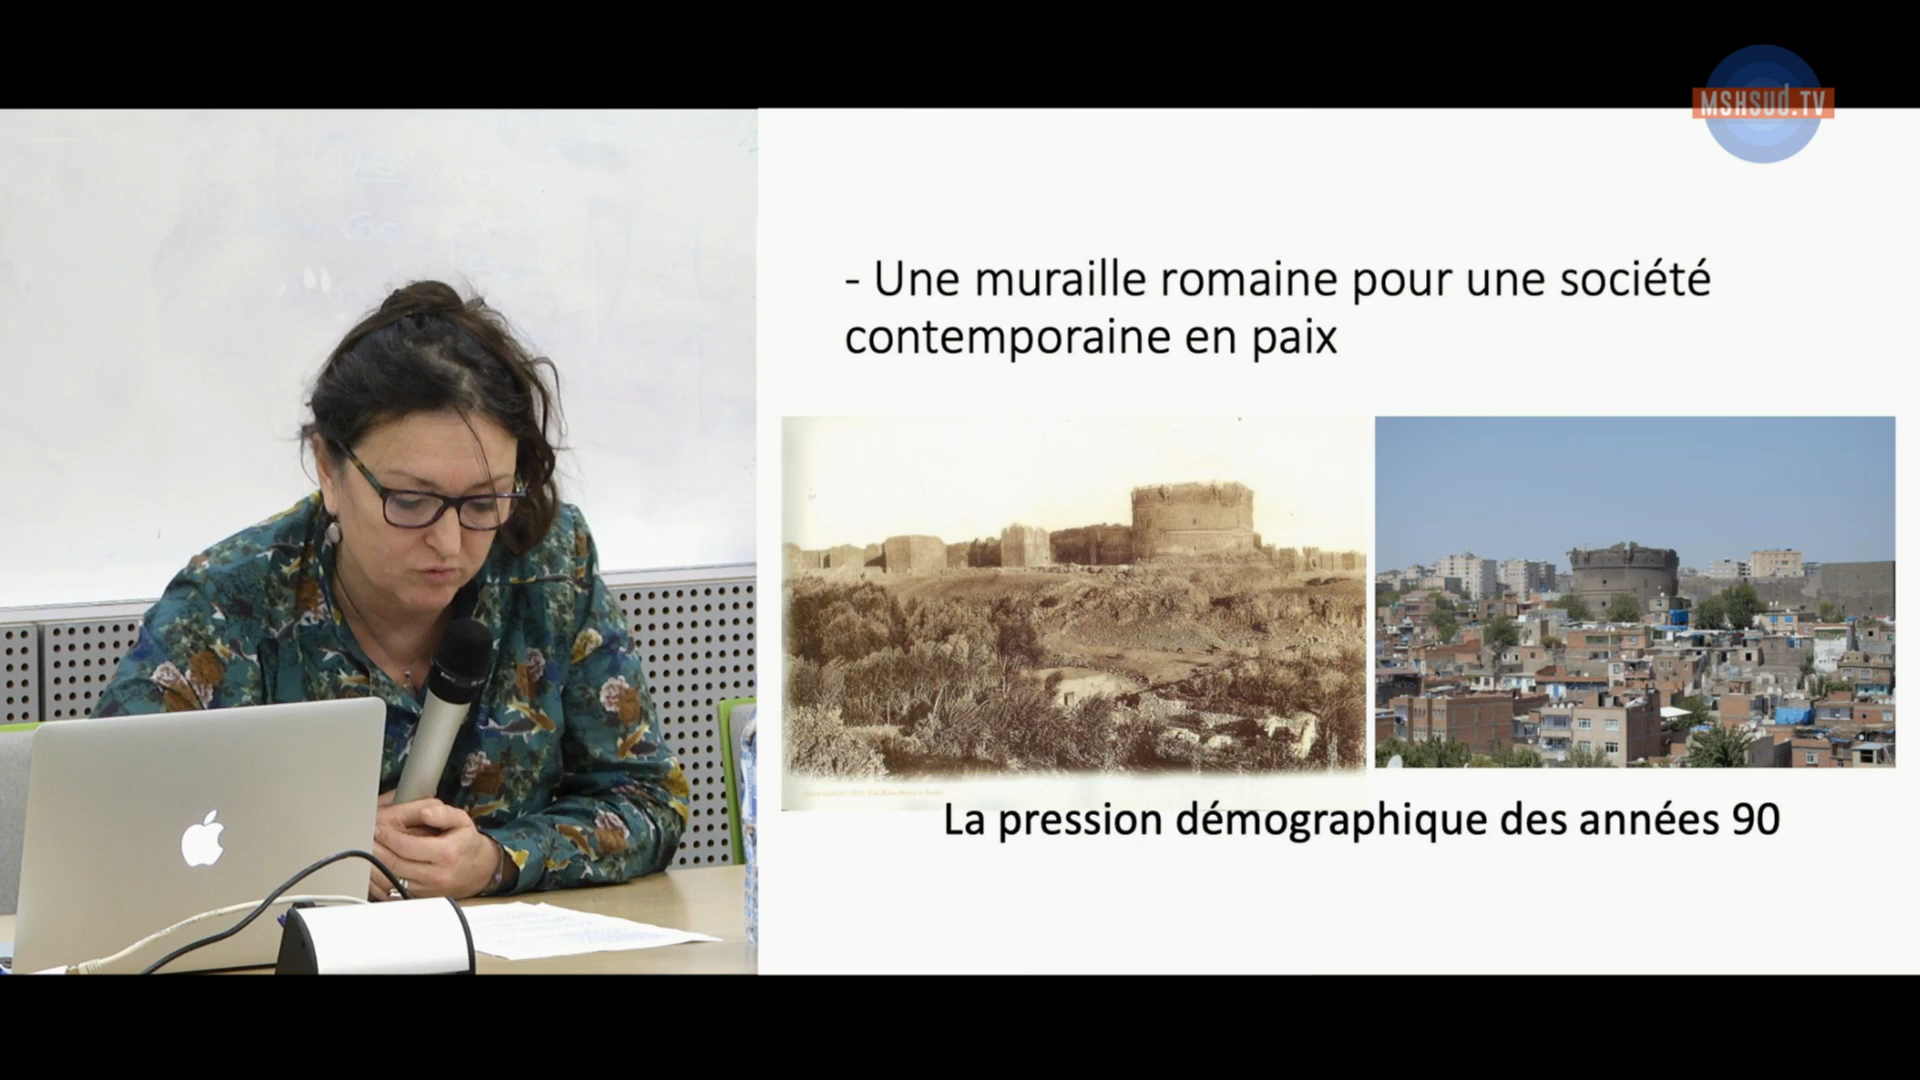 MSHSUD.TV
- Une muraille romaine pour une société
contemporaine en paix
La pression démographique des années 90